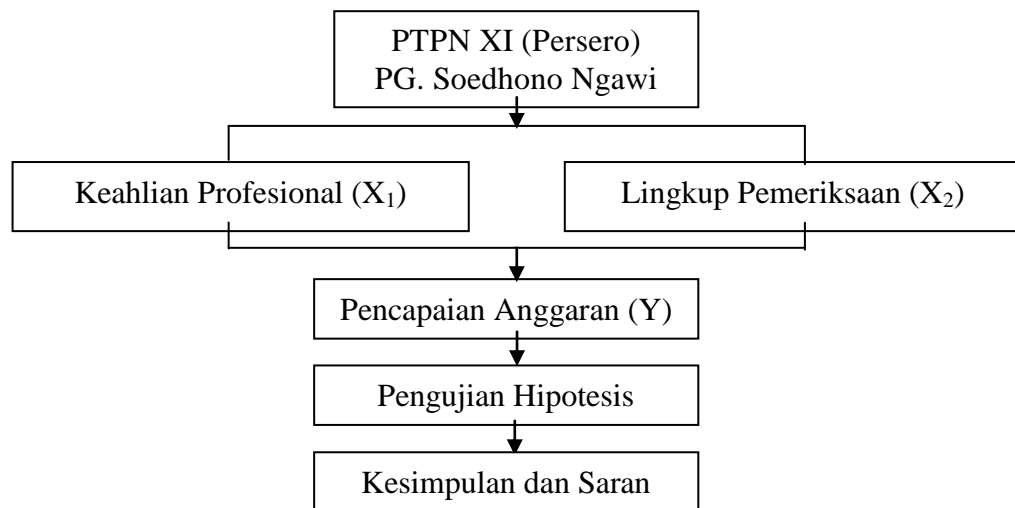 PTPN XI (Persero)
PG. Soedhono Ngawi
Keahlian Profesional (X₁)
Lingkup Pemeriksaan (X₂)
Pencapaian Anggaran (Y)
Pengujian Hipotesis
Kesimpulan dan Saran